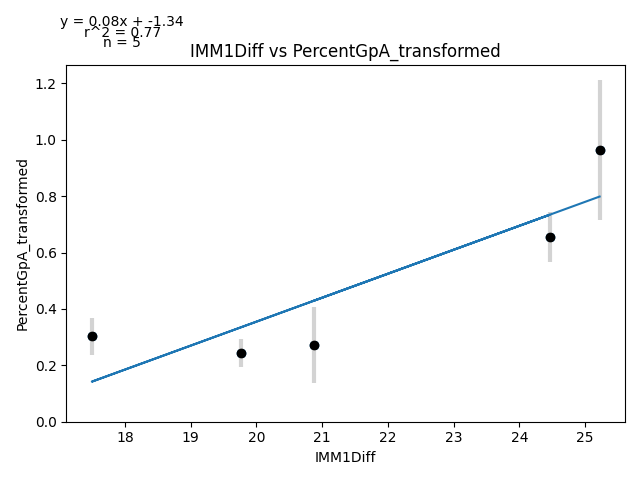 y = 0.08x + -1.34
r^2 = 0.77
n = 5
IMM1Diff vs PercentGpA_transformed
PercentGpA_transformed
1.2
1.0
0.8
0.6
0.4
0.2
0.0
18 19 20 21 22 23 24 25
IMM1Diff